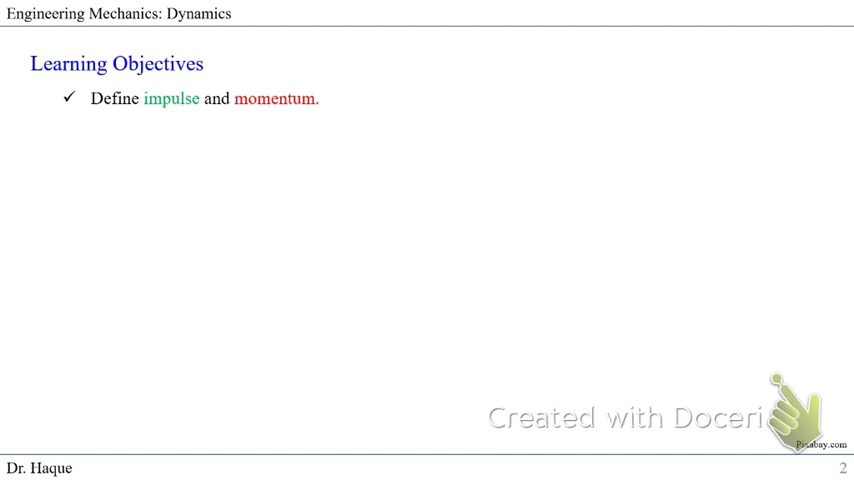 Engineering Mechanics: Dynamics
Learning Objectives
✓ Define impulse and momentum.
Created with Doceri
Pixabay.com
Dr. Haque
2